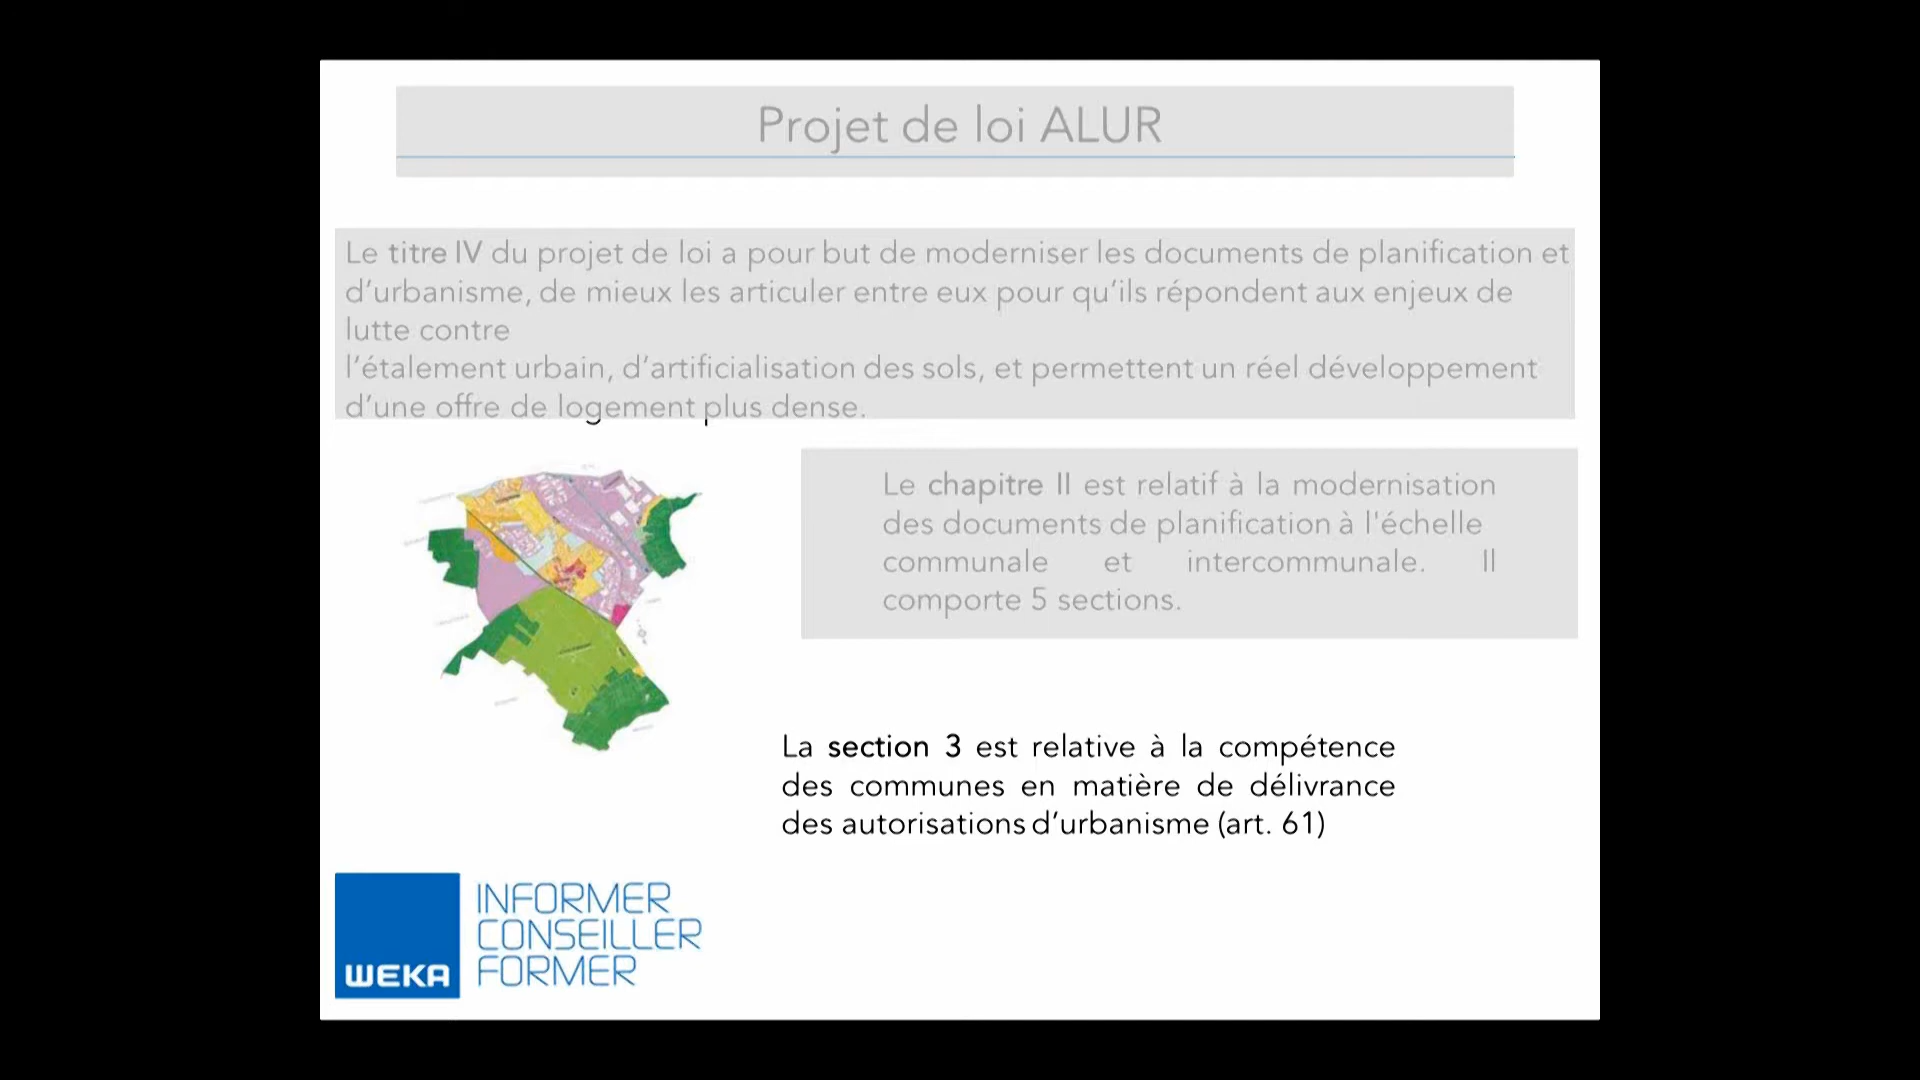 Projet de loi ALUR
Le titre IV du projet de loi a pour but de moderniser les documents de planification et
d’urbanisme, de mieux les articuler entre eux pour qu’ils répondent aux enjeux de
lutte contre
l’étalement urbain, d’artificialisation des sols, et permettent un réel développement
d’une offre de logement plus dense.
Le chapitre II est relatif à la modernisation
des documents de planification à l'échelle
communale et intercommunale. Il
comporte 5 sections.
La section 3 est relative à la compétence
des communes en matière de délivrance
des autorisations d’urbanisme (art. 61)
INFORMER
CONSEILLER
FORMER
WEKA